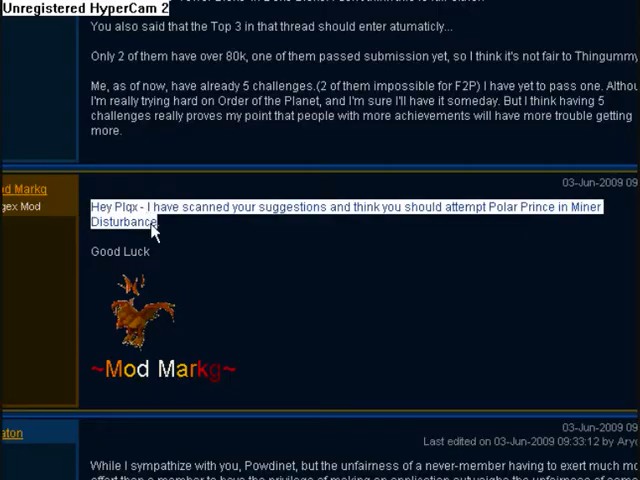 Unregistered HyperCam 2
You also said that the Top 3 in that thread should enter atumaticly...
Only 2 of them have over 80k, one of them passed submission yet, so I think it's not fair to Thingummy
Me, as of now, have already 5 challenges.(2 of them impossible for F2P) I have yet to pass one. Althou
I'm really trying hard on Order of the Planet, and I'm sure I'll have it someday. But I think having 5
challenges really proves my point that people with more achievements will have more trouble getting
more.
03-Jun-2009 09
d Markg
gex Mod
Hey Plqx - I have scanned your suggestions and think you should attempt Polar Prince in Miner
Disturbance.
Good Luck
~Mod Markg~
03-Jun-2009 09
aton
Last edited on 03-Jun-2009 09:33:12 by Aryo
While I sympathize with you, Powdinet, but the unfairness of a never-member having to exert much mo